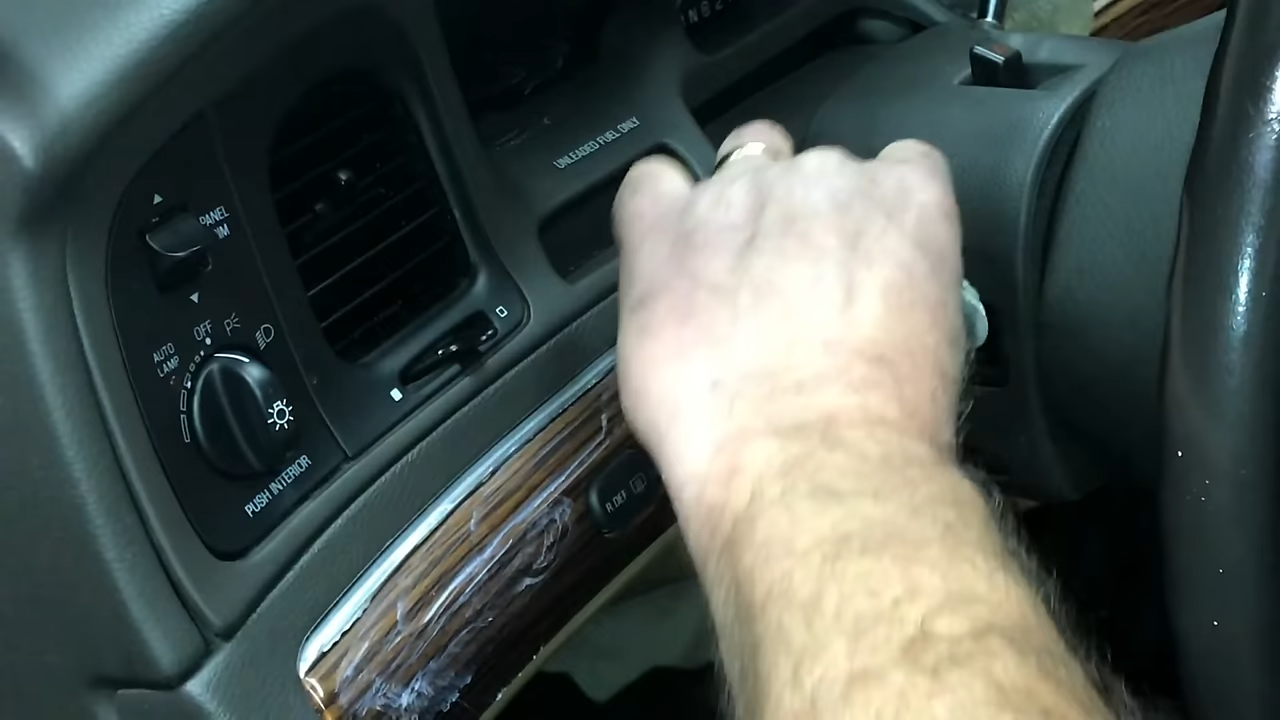 UNLEADED FUEL ONLY
PANEL
OFF
AUTO
LAMP
PUSH INTERIOR
R.DEF